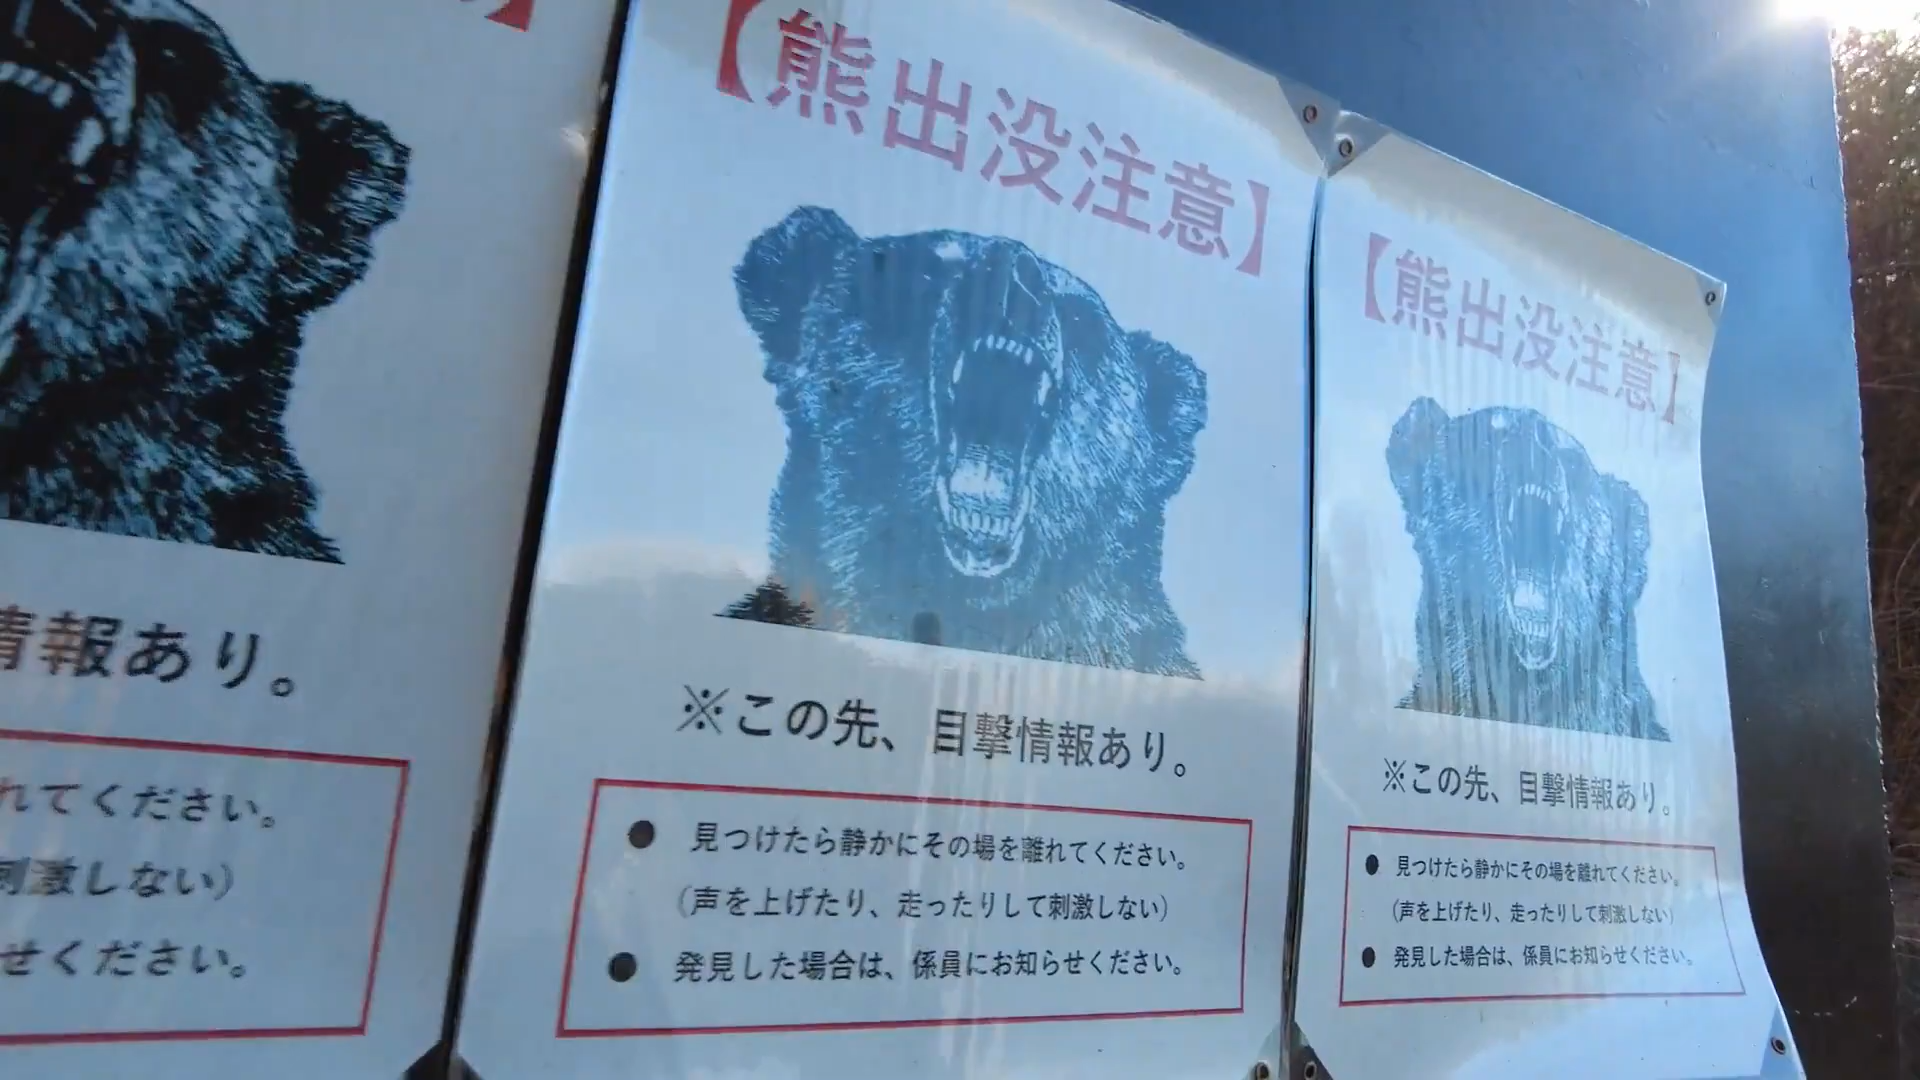 】
情報あり。
れてください。
刺激しない）
せください。
【熊出没注意】
※この先、目撃情報あり。
● 見つけたら静かにその場を離れてください。
（声を上げたり、走ったりして刺激しない）
● 発見した場合は、係員にお知らせください。
【熊出没注意】
※この先、目撃情報あり。
● 見つけたら静かにその場を離れてください。
（声を上げたり、走ったりして刺激しない）
● 発見した場合は、係員にお知らせください。